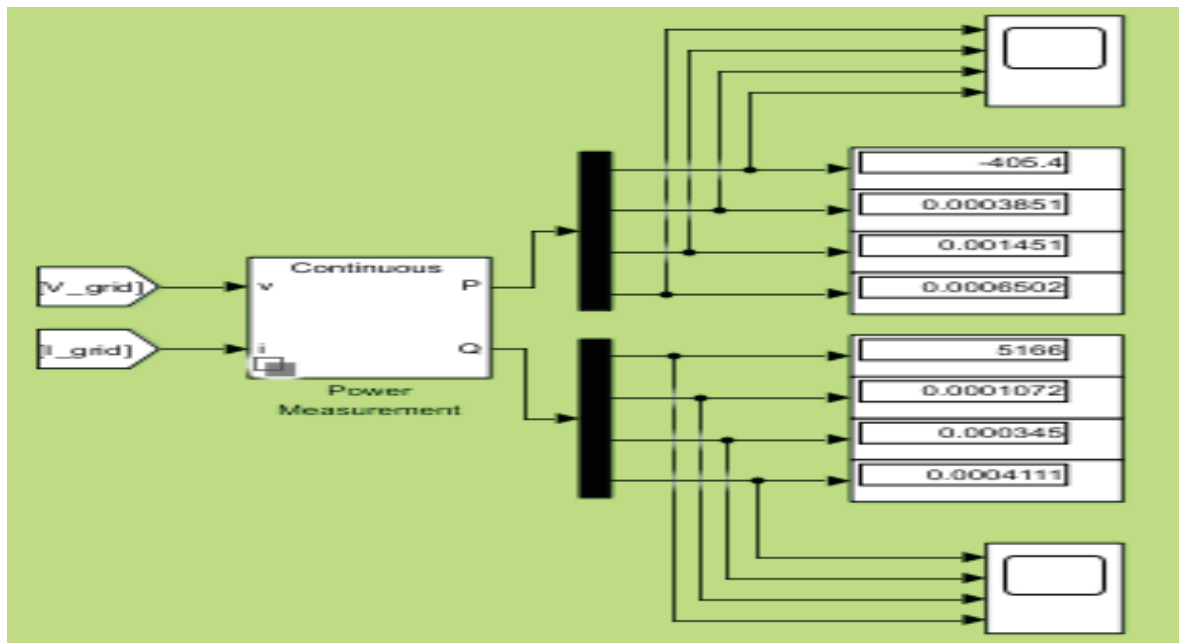 -405.4
0.0003851
0.001451
0.0006502
Continuous
[V_grid]
v
P
[I_grid]
i
Q
Power
Measurement
5166
0.0001072
0.000345
0.0004111